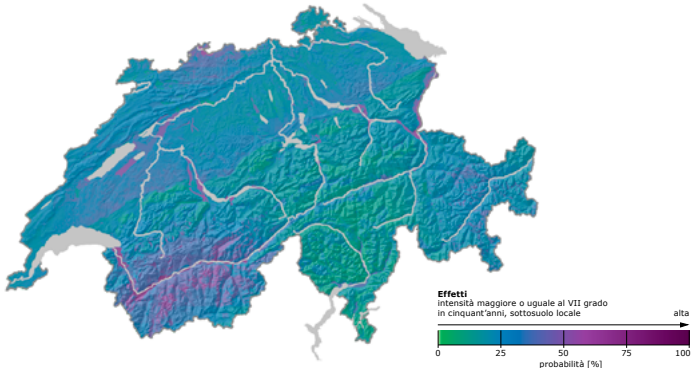 Effetti
intensità maggiore o uguale al VII grado
in cinquant'anni, sottosuolo locale
alta
0 25 50 75 100
probabilità [%]